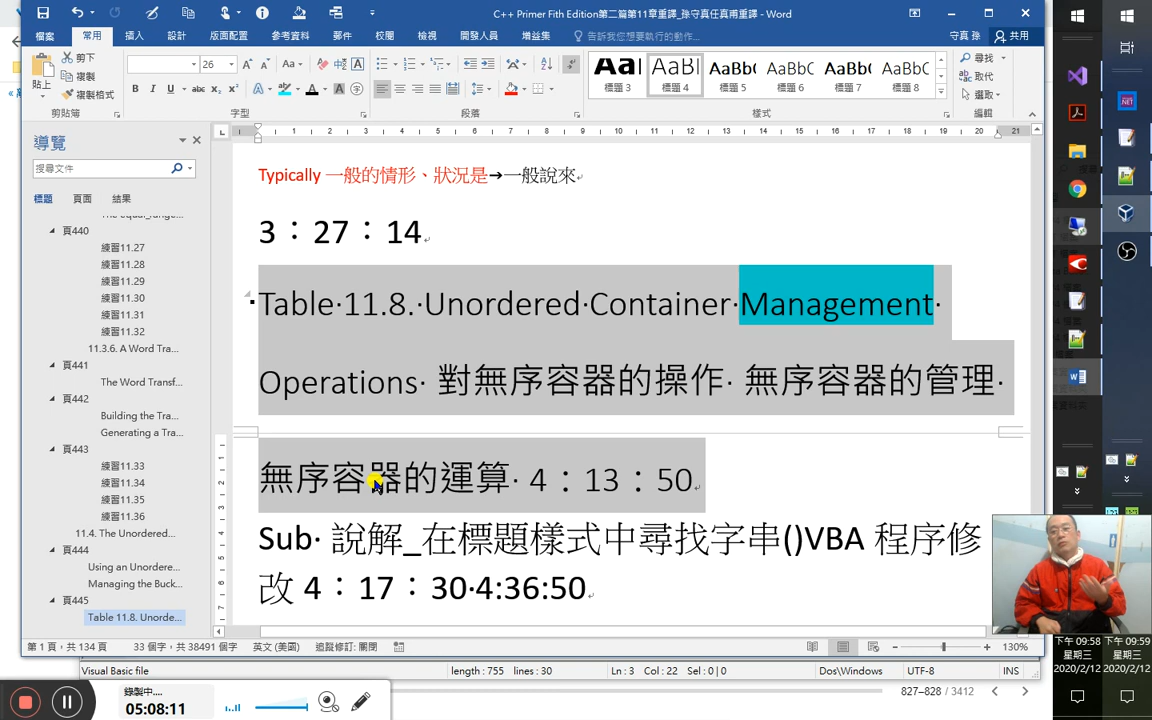 C++ Primer Fith Edition第二篇第11章重譯_孫守真任真甫重譯 - Word
檔案 常用 插入 設計 版面配置 參考資料 郵件 校閱 檢視 開發人員 增益集 告訴我您想要執行的動作... 守真 孫 共用
貼上 剪下 複製 複製格式 剪貼簿
26 字型 段落
AaI AaBl AaBbC AaBbC AaBbC AaBbC
標題 3 標題 4 標題 5 標題 6 標題 7 標題 8 樣式
尋找 取代 選取 編輯
導覽
搜尋文件
標題 頁面 結果
The equal_range...
頁440
練習11.27
練習11.28
練習11.29
練習11.30
練習11.31
練習11.32
11.3.6. A Word Tra...
頁441
The Word Transf...
頁442
Building the Tra...
Generating a Tra...
頁443
練習11.33
練習11.34
練習11.35
練習11.36
11.4. The Unordered...
頁444
Using an Unordere...
Managing the Buck...
頁445
Table 11.8. Unorde...
Typically 一般的情形、狀況是→一般說來
3：27：14
Table 11.8. Unordered Container Management
Operations 對無序容器的操作 無序容器的管理
無序容器的運算 4：13：50
Sub 說解_在標題樣式中尋找字串()VBA 程序修
改 4：17：30 4:36:50
第 1 頁，共 134 頁 33 個字，共 38491 個字 英文 (美國) 追蹤修訂: 關閉 130%
Visual Basic file length : 755 lines : 30 Ln : 3 Col : 22 Sel : 0 | 0 Dos\Windows UTF-8 INS
827–828 / 3412
錄製中....
05:08:11
下午 09:58
星期三
2020/2/12
下午 09:59
星期三
2020/2/12